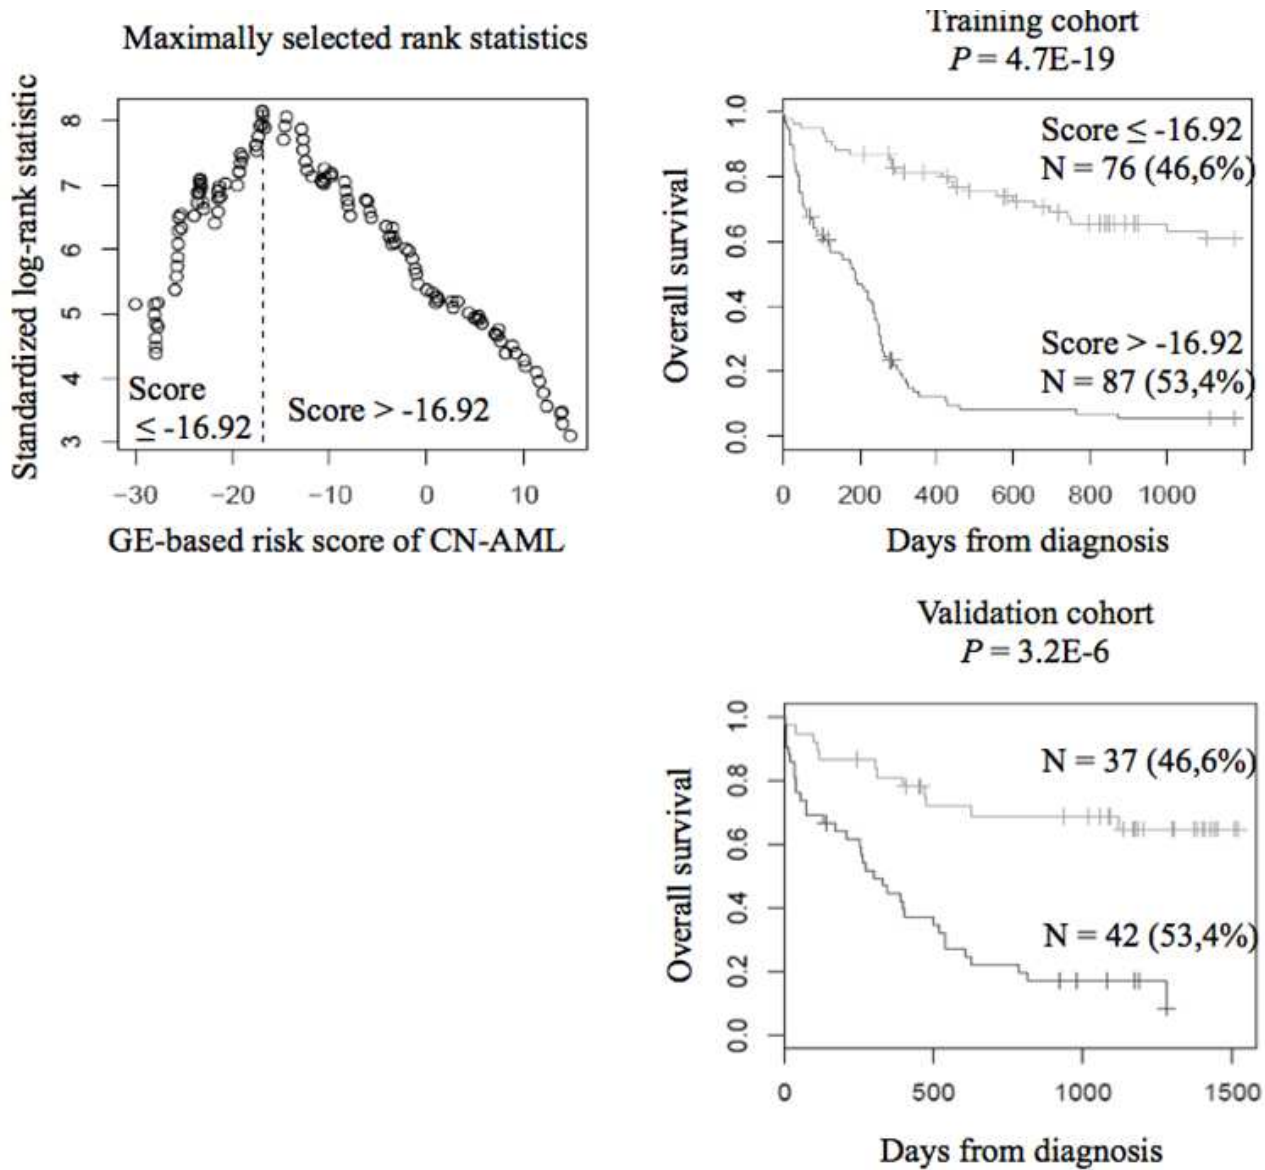 Maximally selected rank statistics
Standardized log-rank statistic
8
7
6
5
4
3
Score
≤ -16.92
Score > -16.92
−30 −20 −10 0 10
GE-based risk score of CN-AML
Training cohort
P = 4.7E-19
Overall survival
1.0
0.8
0.6
0.4
0.2
0.0
Score ≤ -16.92
N = 76 (46,6%)
Score > -16.92
N = 87 (53,4%)
0 200 400 600 800 1000
Days from diagnosis
Validation cohort
P = 3.2E-6
Overall survival
1.0
0.8
0.6
0.4
0.2
0.0
N = 37 (46,6%)
N = 42 (53,4%)
0 500 1000 1500
Days from diagnosis